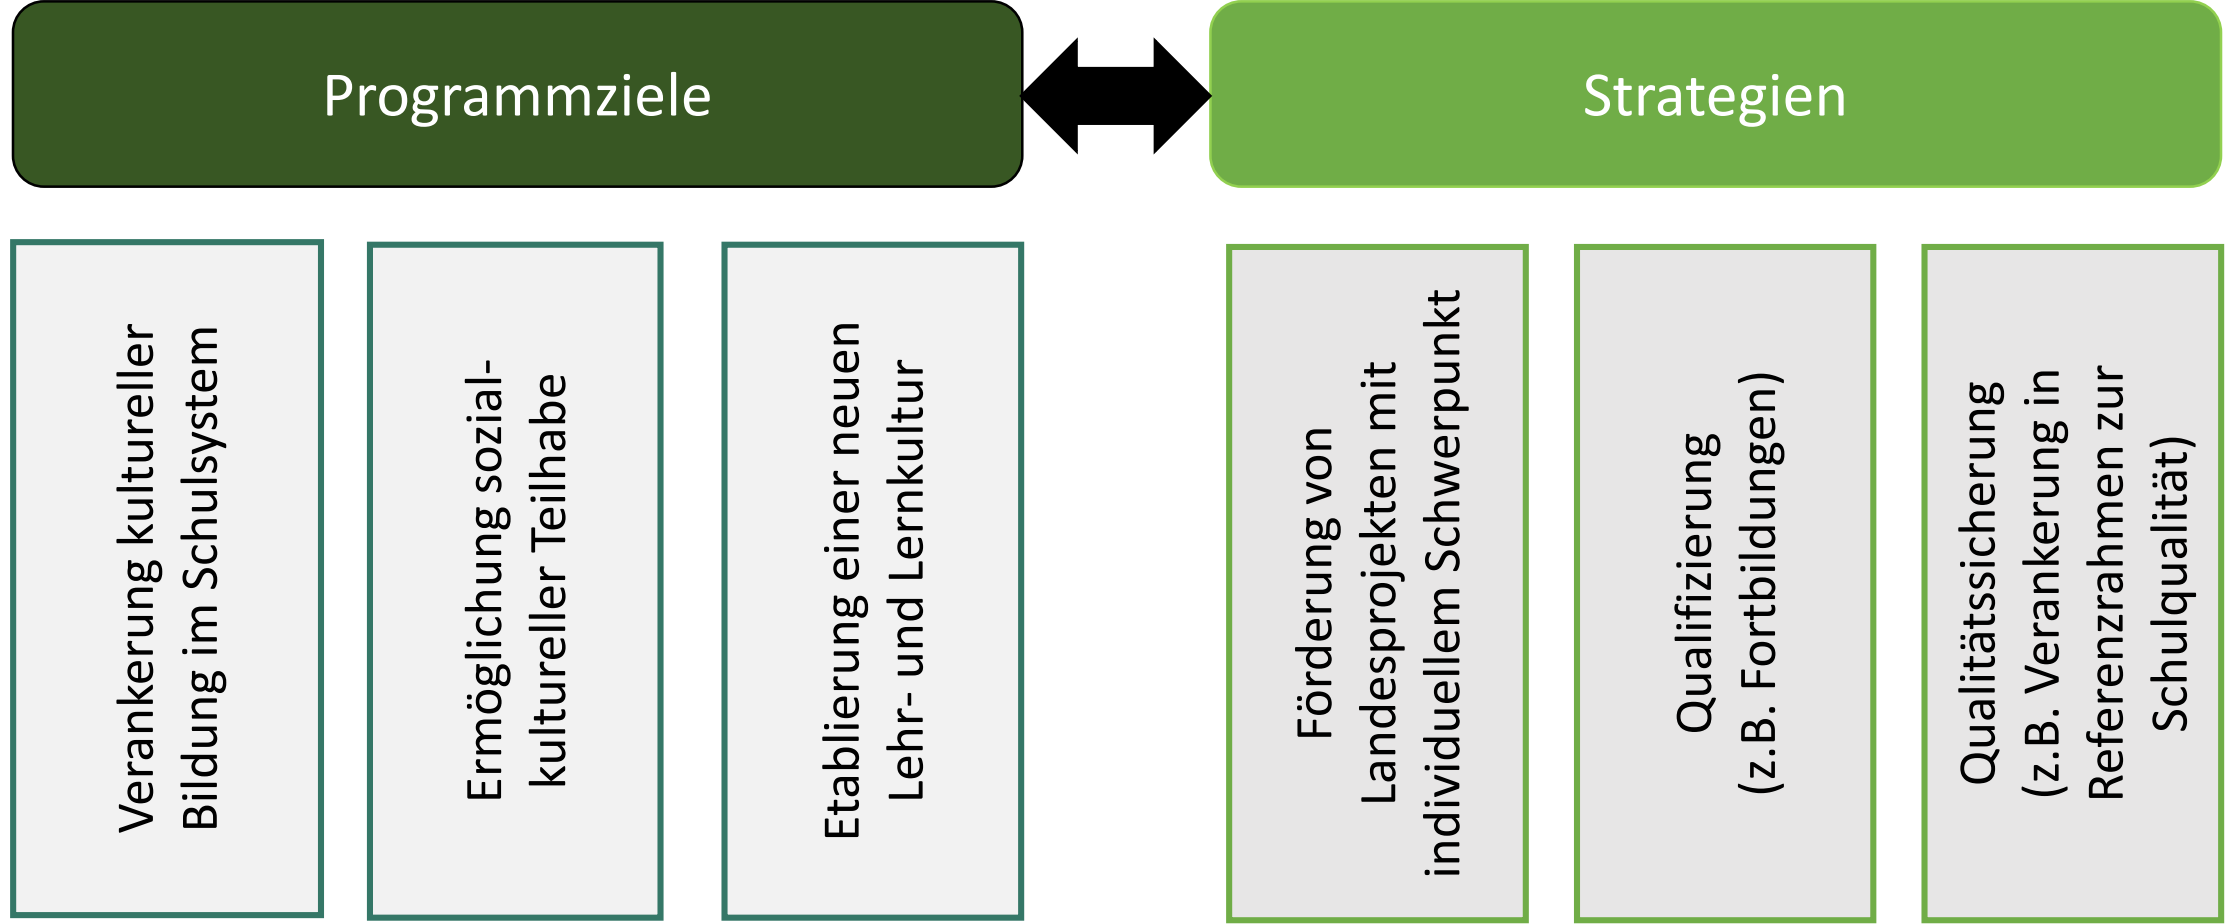 Programmziele
Strategien
Verankerung kultureller
Bildung im Schulsystem
Ermöglichung sozial-
kultureller Teilhabe
Etablierung einer neuen
Lehr- und Lernkultur
Förderung von
Landesprojekten mit
individuellem Schwerpunkt
Qualifizierung
(z.B. Fortbildungen)
Qualitätssicherung
(z.B. Verankerung in
Referenzrahmen zur
Schulqualität)